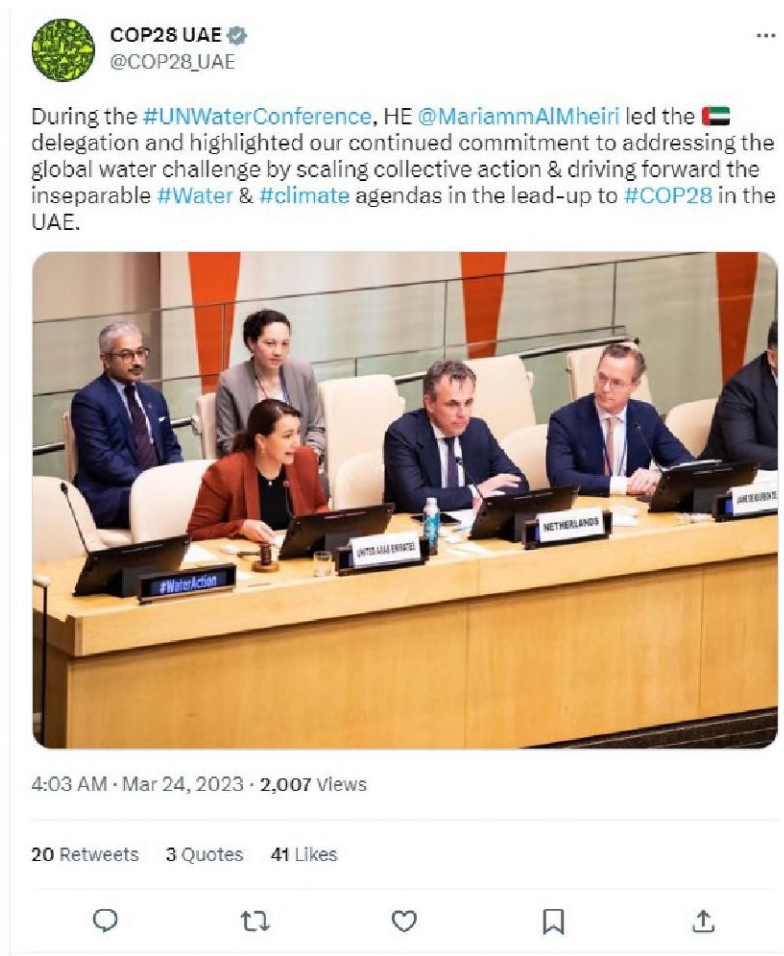 COP28 UAE
@COP28_UAE
During the #UNWaterConference, HE @MariammAlMheiri led the 🇦🇪
delegation and highlighted our continued commitment to addressing the
global water challenge by scaling collective action & driving forward the
inseparable #Water & #climate agendas in the lead-up to #COP28 in the
UAE.
NETHERLANDS
UNITED ARAB EMIRATES
#WaterAction
4:03 AM · Mar 24, 2023 · 2,007 Views
20 Retweets 3 Quotes 41 Likes